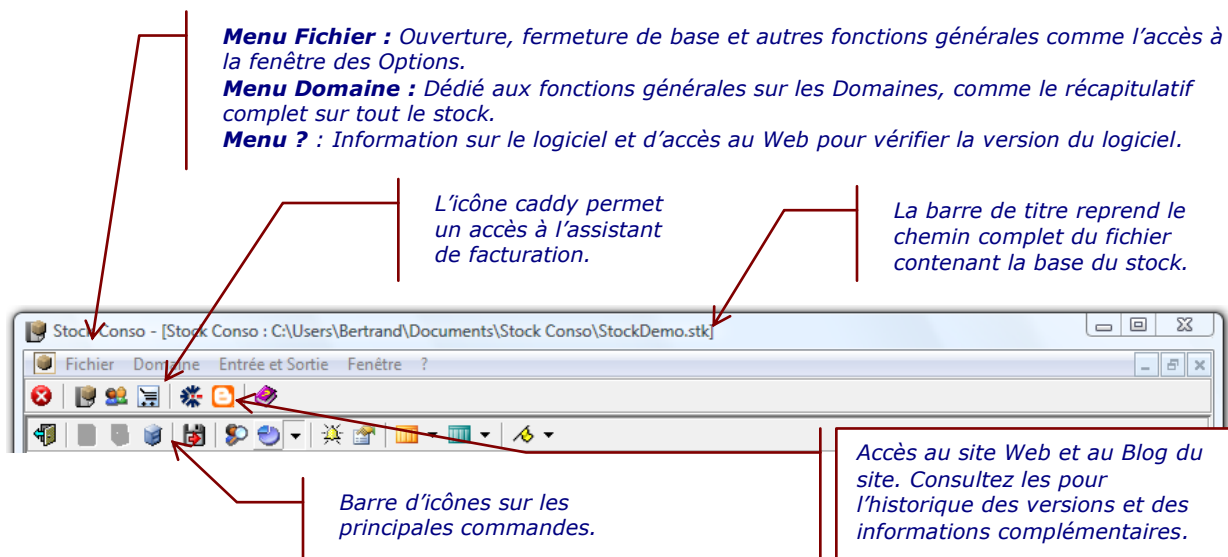 Menu Fichier : Ouverture, fermeture de base et autres fonctions générales comme l’accès à
la fenêtre des Options.
Menu Domaine : Dédié aux fonctions générales sur les Domaines, comme le récapitulatif
complet sur tout le stock.
Menu ? : Information sur le logiciel et d’accès au Web pour vérifier la version du logiciel.
L’icône caddy permet
un accès à l’assistant
de facturation.
La barre de titre reprend le
chemin complet du fichier
contenant la base du stock.
Stock Conso - [Stock Conso : C:\Users\Bertrand\Documents\Stock Conso\StockDemo.stk]
Fichier Domaine Entrée et Sortie Fenêtre ?
Accès au site Web et au Blog du
site. Consultez les pour
l’historique des versions et des
informations complémentaires.
Barre d’icônes sur les
principales commandes.